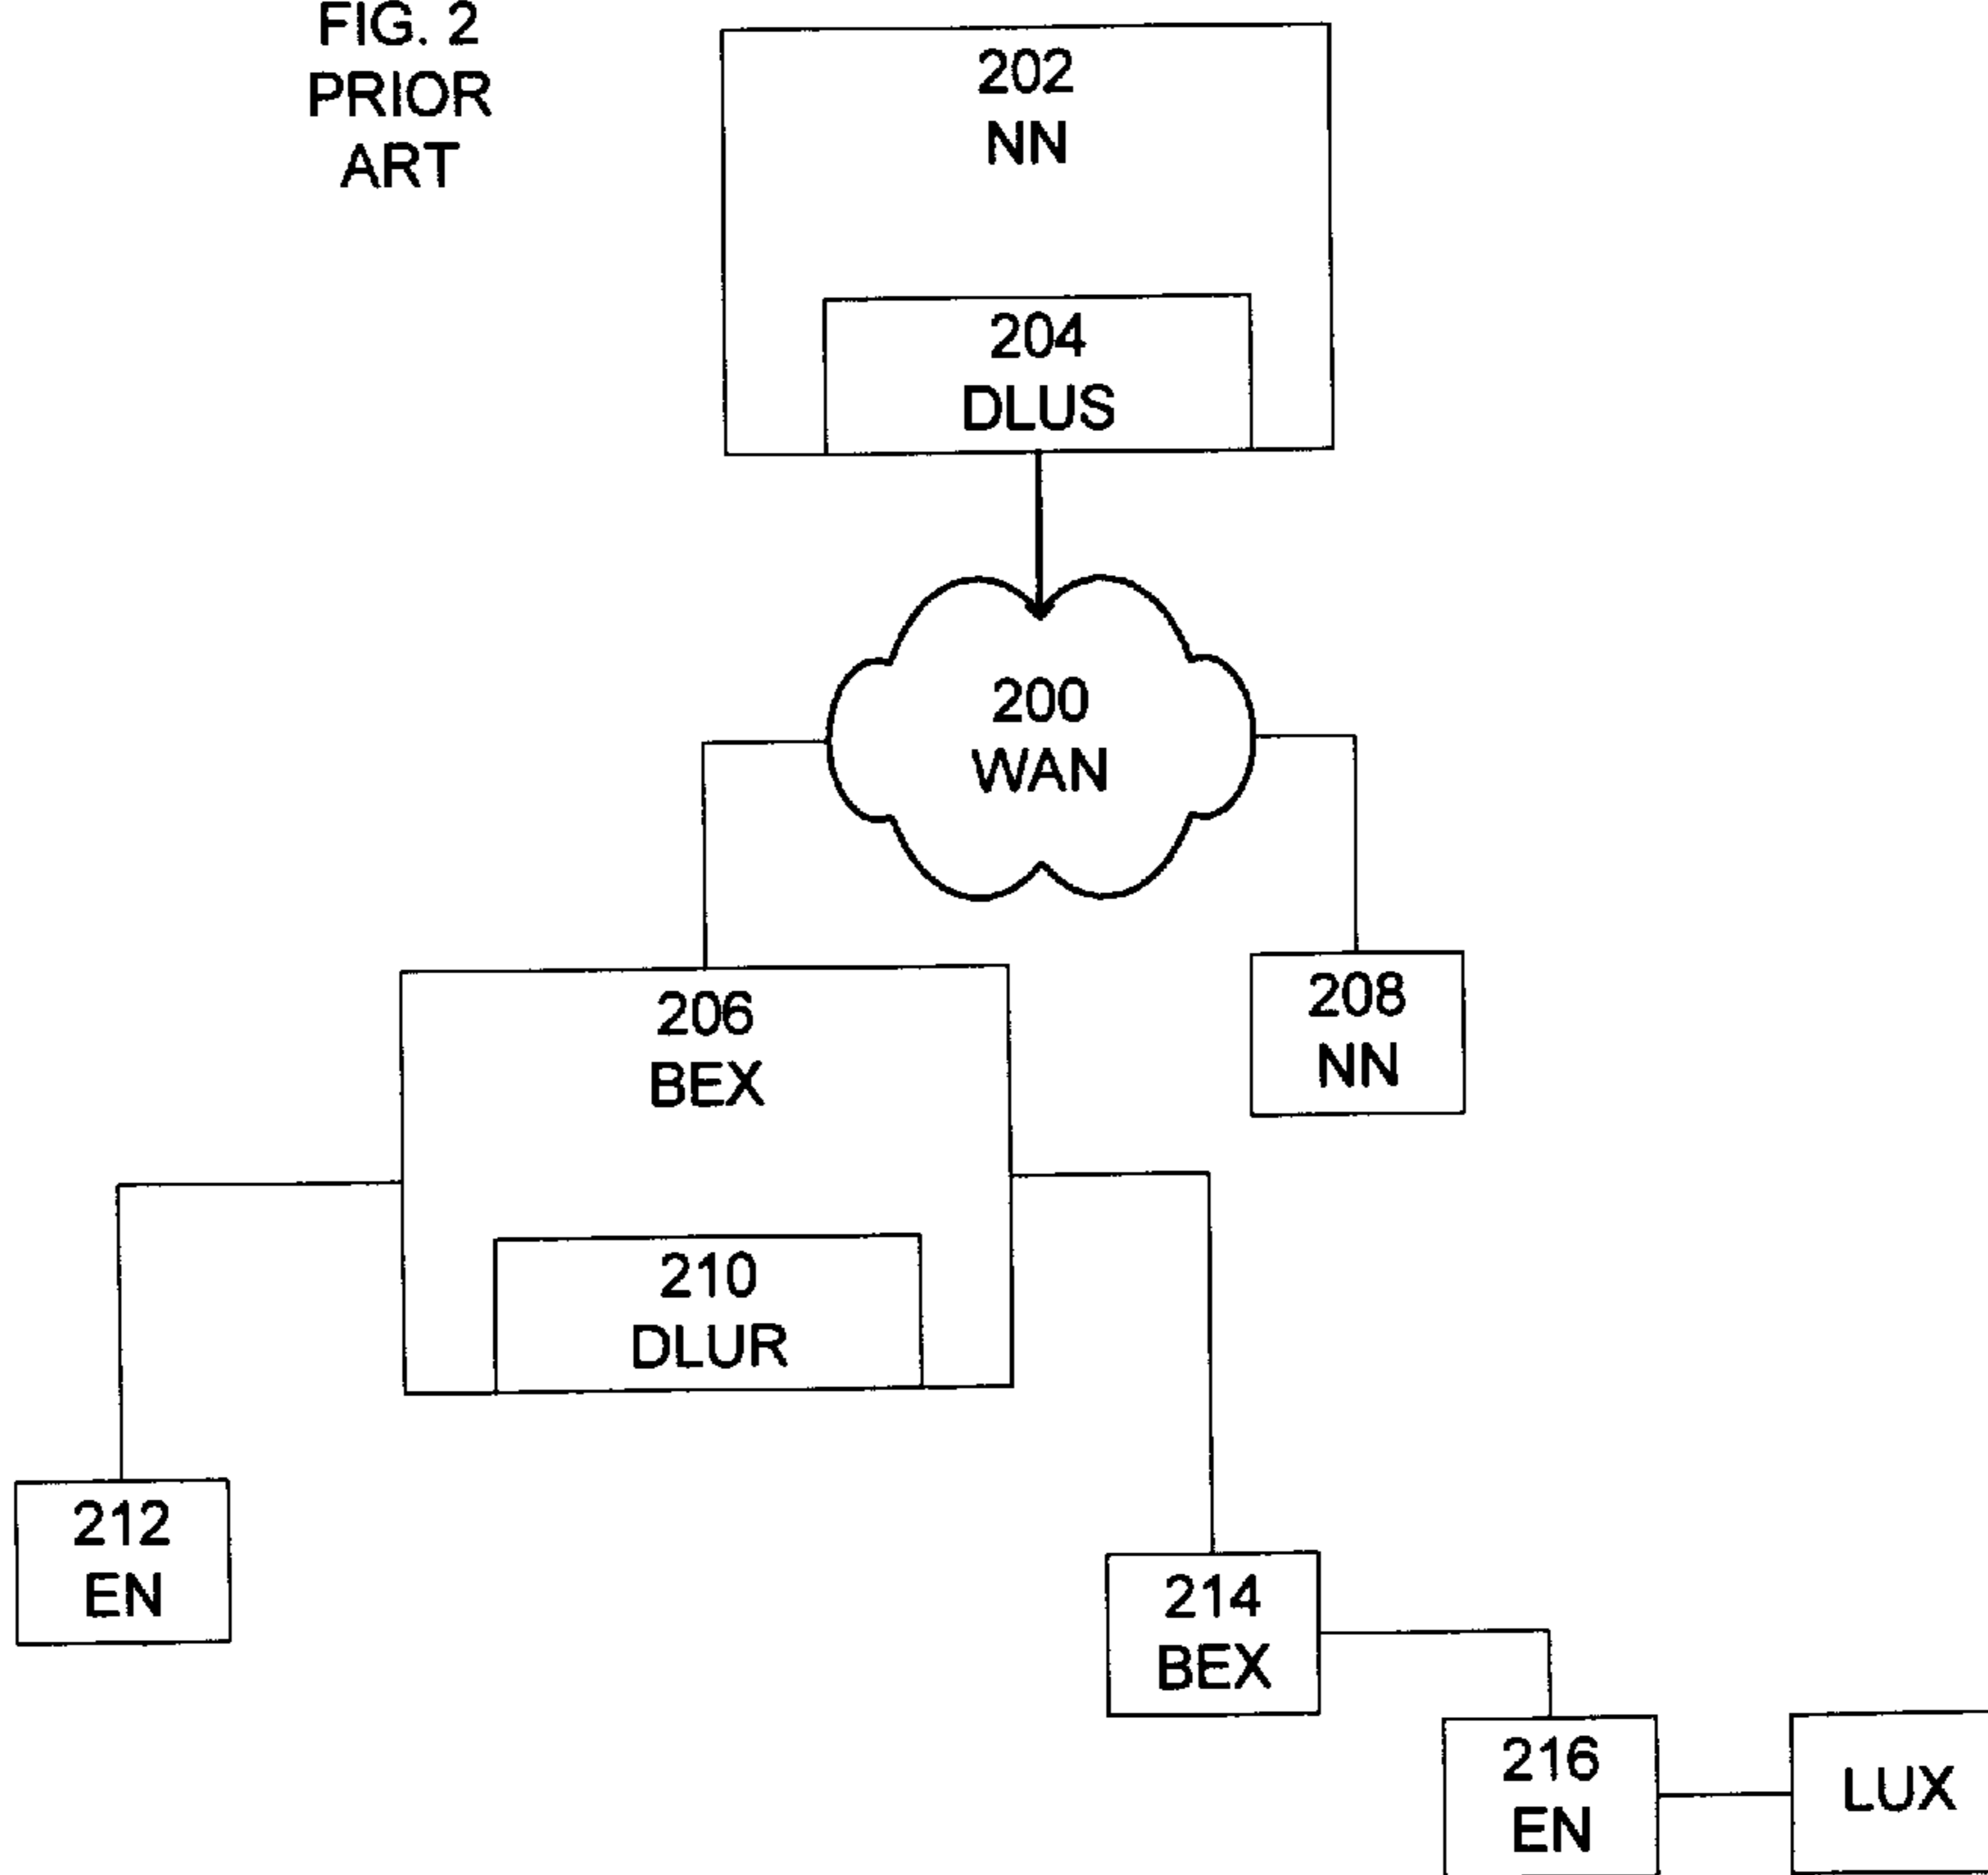 FIG. 2
PRIOR
ART
202
NN
204
DLUS
200
WAN
206
BEX
208
NN
210
DLUR
212
EN
214
BEX
216
EN
LUX